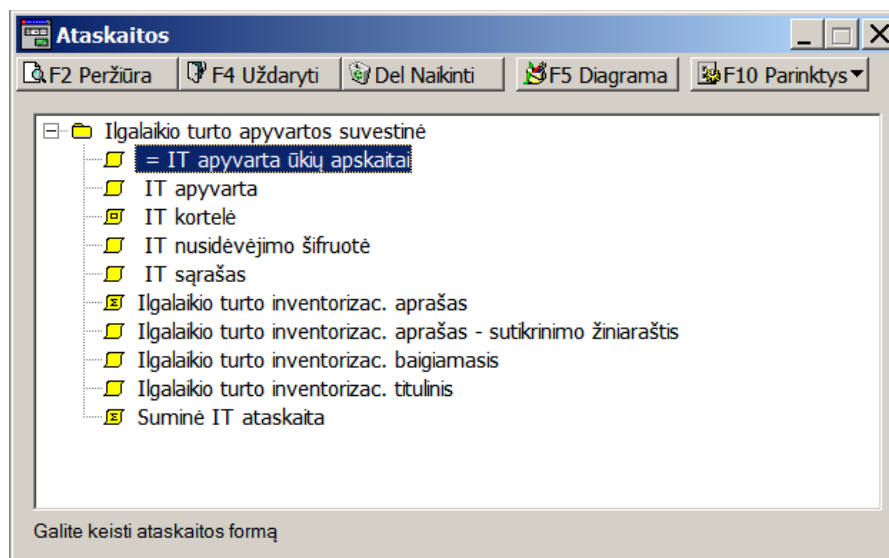 Ataskaitos
F2 Peržiūra F4 Uždaryti Del Naikinti F5 Diagrama F10 Parinktys
Ilgalaikio turto apyvartos suvestinė
= IT apyvarta ūkių apskaitai
IT apyvarta
IT kortelė
IT nusidėvėjimo šifruotė
IT sąrašas
Ilgalaikio turto inventorizac. aprašas
Ilgalaikio turto inventorizac. aprašas - sutikrinimo žiniaraštis
Ilgalaikio turto inventorizac. baigiamasis
Ilgalaikio turto inventorizac. titulinis
Suminė IT ataskaita
Galite keisti ataskaitos formą